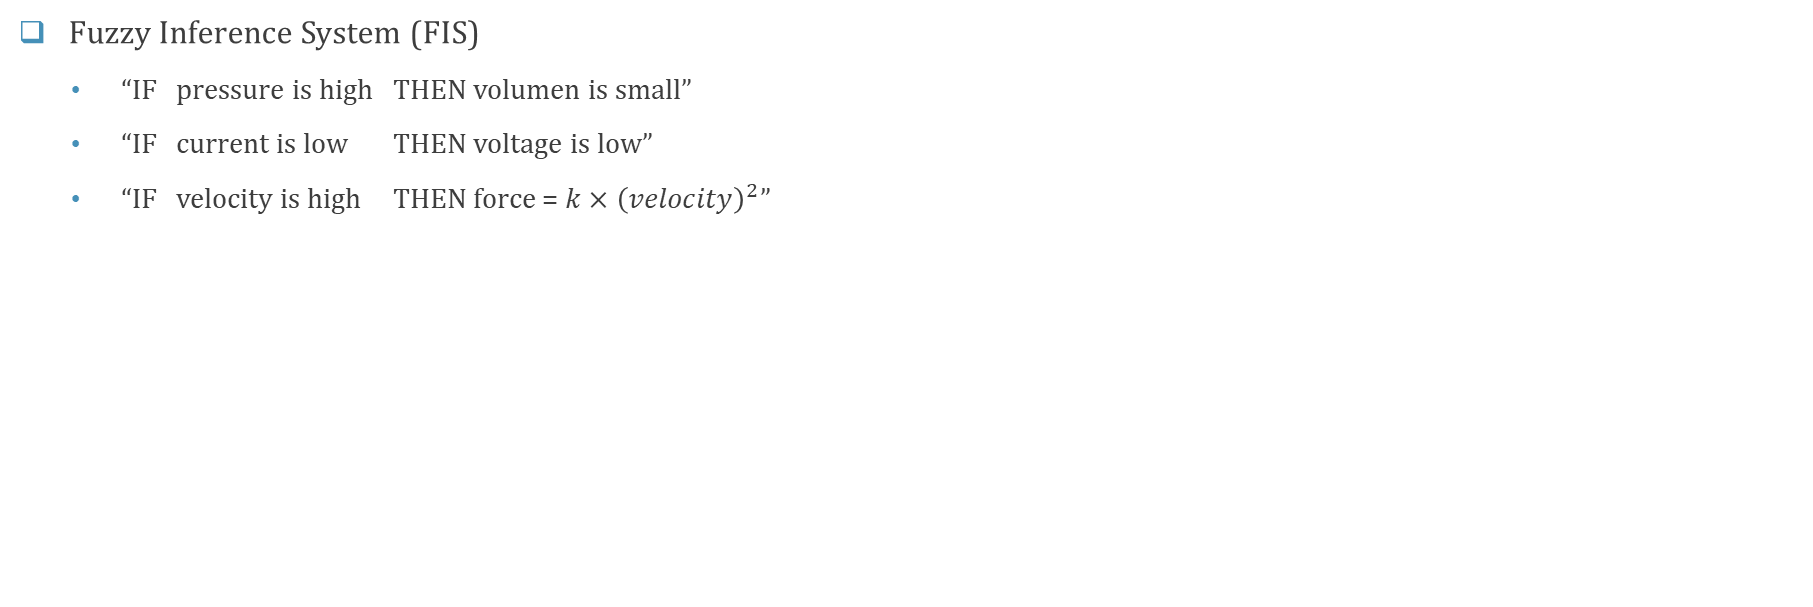 Fuzzy Inference System (FIS)
• “IF pressure is high THEN volumen is small”
• “IF current is low THEN voltage is low”
• “IF velocity is high THEN force = k × (velocity)²”